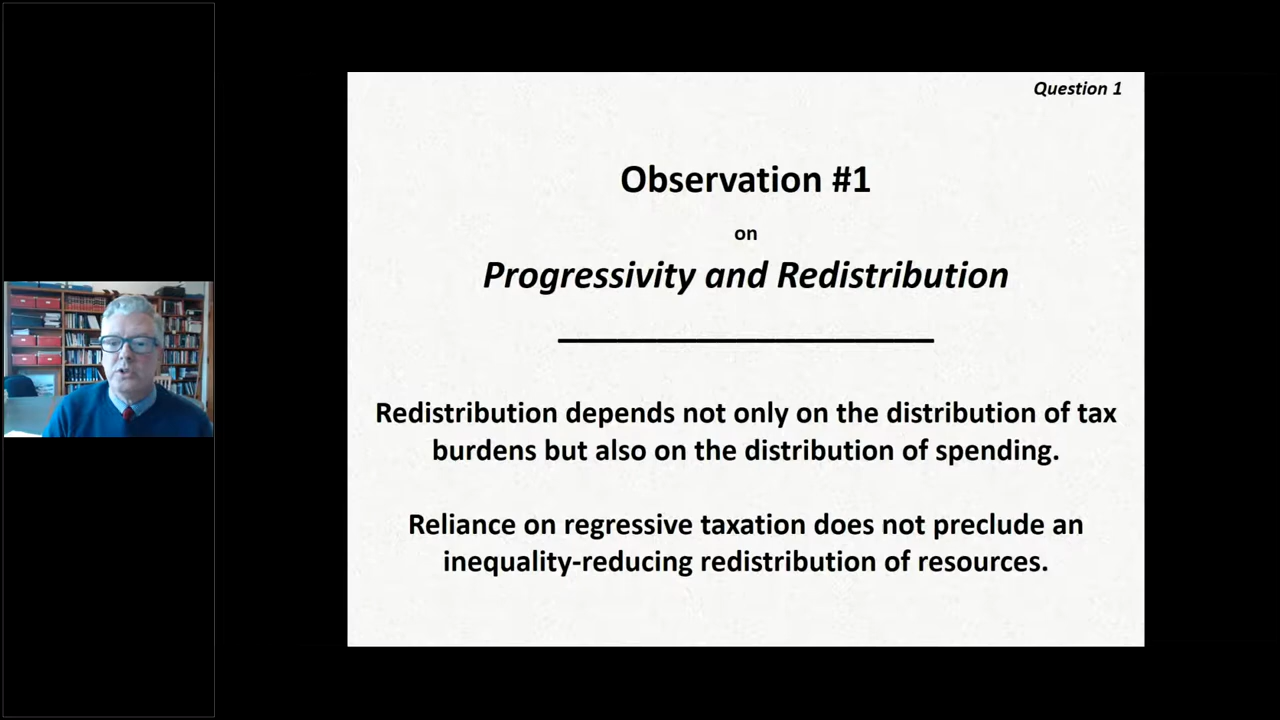 Question 1
Observation #1
on
Progressivity and Redistribution
Redistribution depends not only on the distribution of tax
burdens but also on the distribution of spending.
Reliance on regressive taxation does not preclude an
inequality-reducing redistribution of resources.